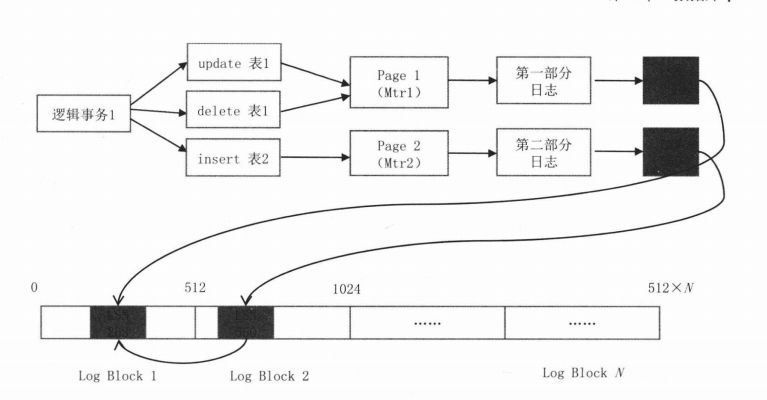 update 表1
Page 1
(Mtr1)
第一部分
日志
逻辑事务1
delete 表1
insert 表2
Page 2
(Mtr2)
第二部分
日志
0
512
1024
512×N
……
……
Log Block 1
Log Block 2
Log Block N